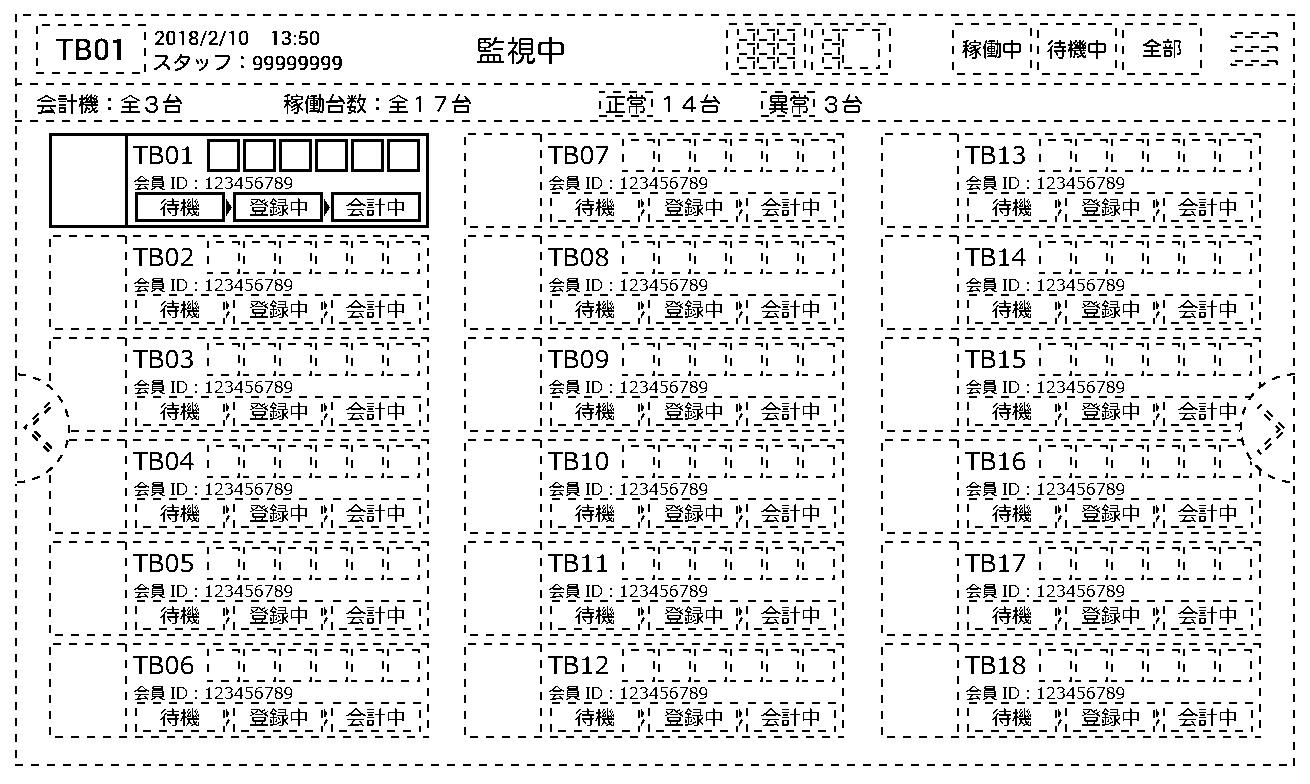 TB01
2018/2/10 13:50
スタッフ：99999999
監視中
稼働中 待機中 全部
会計機：全３台 稼働台数：全１７台 正常 １４台 異常 ３台
TB01
会員 ID：123456789
待機 登録中 会計中
TB02
会員 ID：123456789
待機 登録中 会計中
TB03
会員 ID：123456789
待機 登録中 会計中
TB04
会員 ID：123456789
待機 登録中 会計中
TB05
会員 ID：123456789
待機 登録中 会計中
TB06
会員 ID：123456789
待機 登録中 会計中
TB07
会員 ID：123456789
待機 登録中 会計中
TB08
会員 ID：123456789
待機 登録中 会計中
TB09
会員 ID：123456789
待機 登録中 会計中
TB10
会員 ID：123456789
待機 登録中 会計中
TB11
会員 ID：123456789
待機 登録中 会計中
TB12
会員 ID：123456789
待機 登録中 会計中
TB13
会員 ID：123456789
待機 登録中 会計中
TB14
会員 ID：123456789
待機 登録中 会計中
TB15
会員 ID：123456789
待機 登録中 会計中
TB16
会員 ID：123456789
待機 登録中 会計中
TB17
会員 ID：123456789
待機 登録中 会計中
TB18
会員 ID：123456789
待機 登録中 会計中